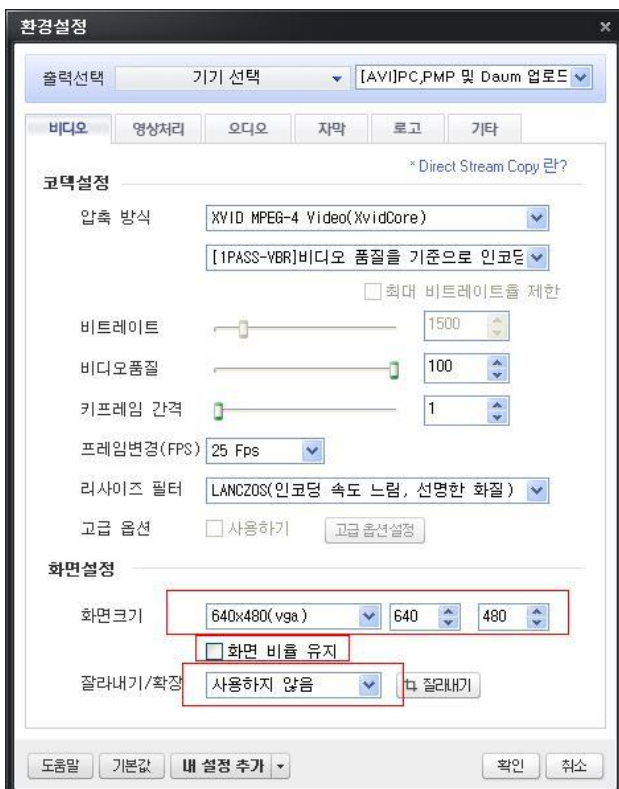 환경설정
출력선택 기기 선택 [AVI]PC,PMP 및 Daum 업로드
비디오 영상처리 오디오 자막 로고 기타
* Direct Stream Copy 란?
코덱설정
압축 방식 XVID MPEG-4 Video(XvidCore)
[1PASS-VBR]비디오 품질을 기준으로 인코딩
최대 비트레이트율 제한
비트레이트 1500
비디오품질 100
키프레임 간격 1
프레임변경(FPS) 25 Fps
리사이즈 필터 LANCZOS(인코딩 속도 느림, 선명한 화질)
고급 옵션 사용하기 고급 옵션설정
화면설정
화면크기 640x480(vga) 640 480
화면 비율 유지
잘라내기/확장 사용하지 않음 잘라내기
도움말 기본값 내 설정 추가 확인 취소